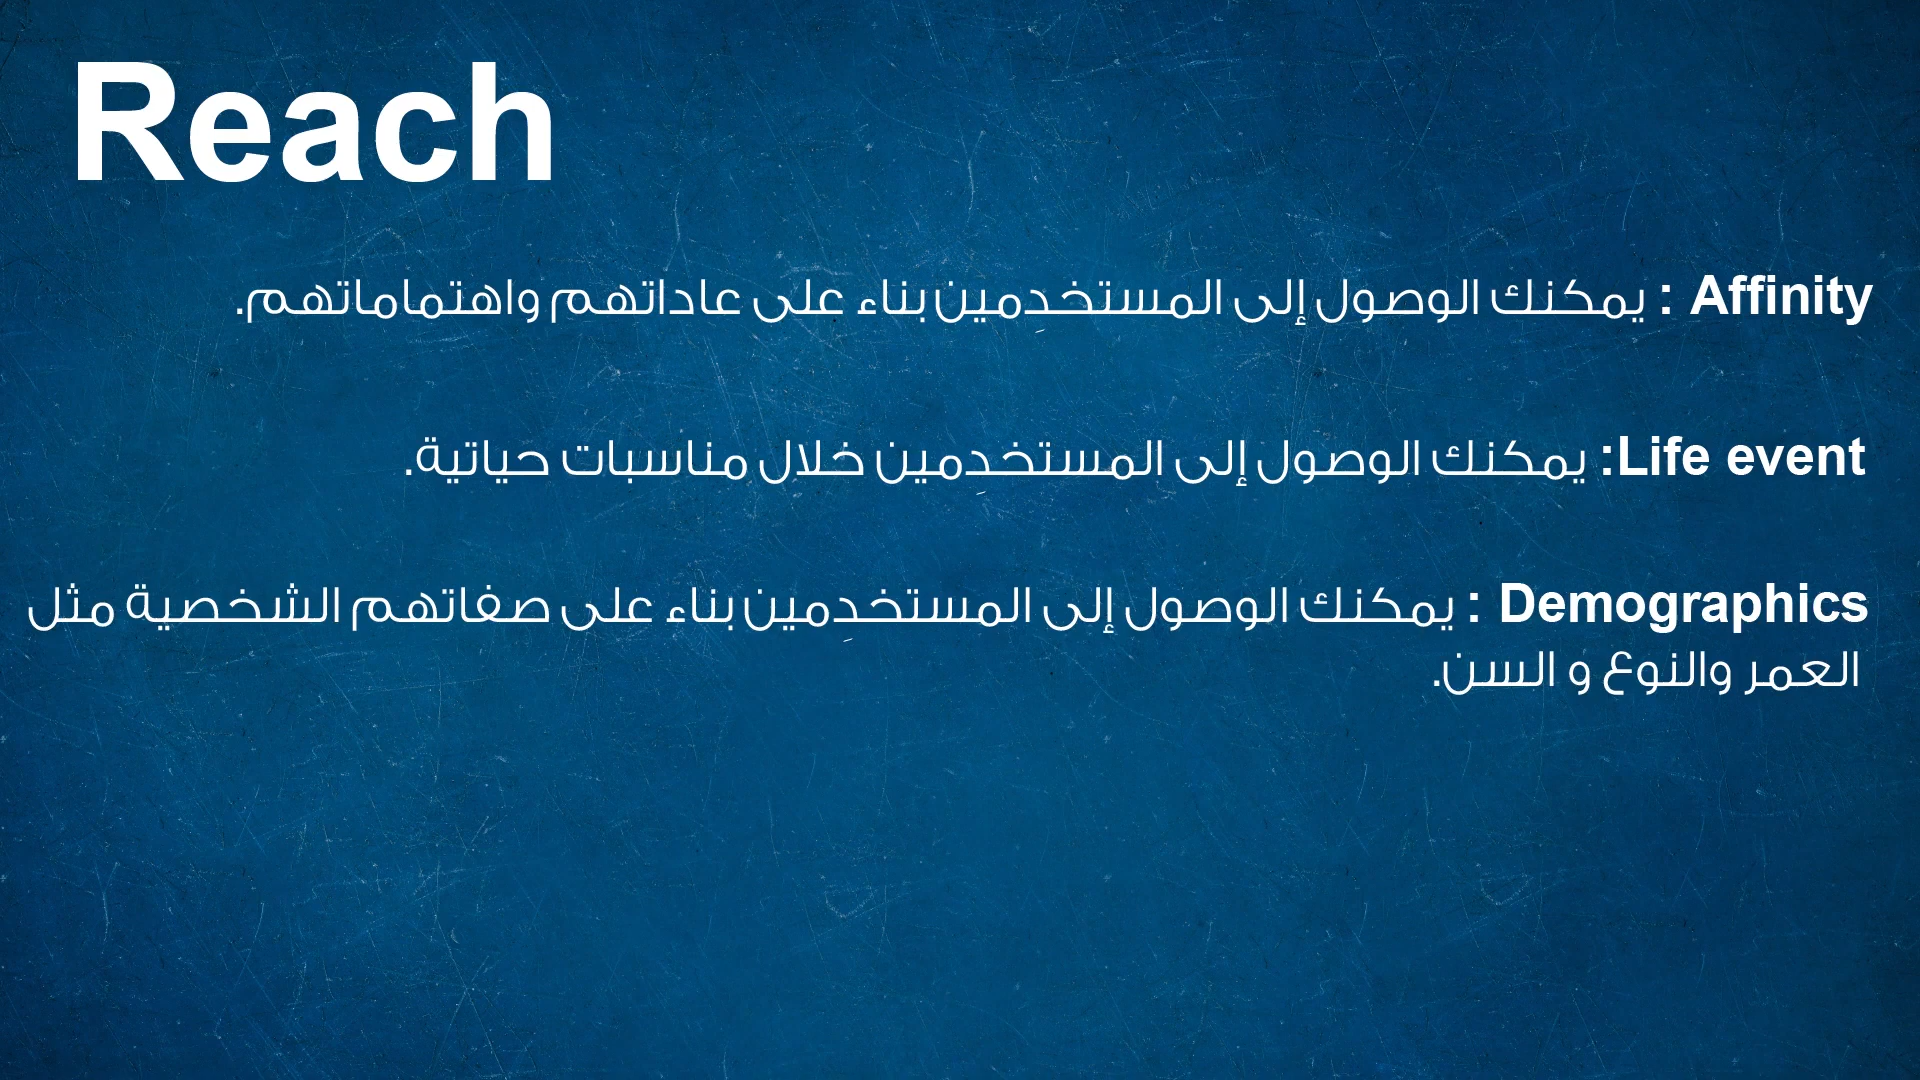 Reach
Affinity : يمكنك الوصول إلى المستخدِمين بناء على عاداتهم واهتماماتهم.
Life event: يمكنك الوصول إلى المستخدِمين خلال مناسبات حياتية.
Demographics : يمكنك الوصول إلى المستخدِمين بناء على صفاتهم الشخصية مثل
العمر والنوع و السن.